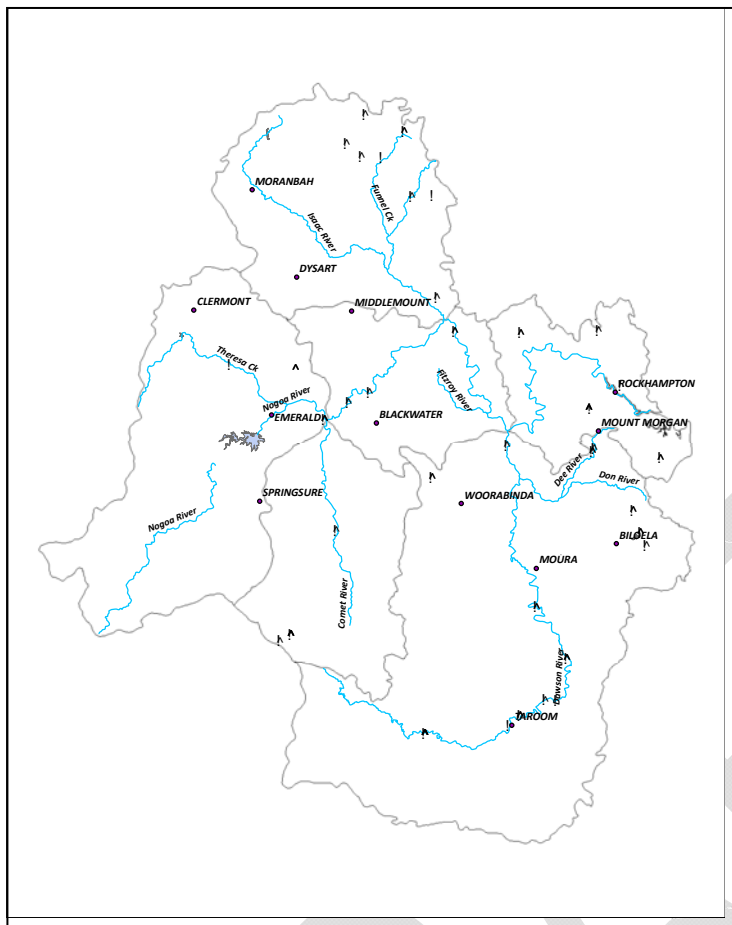 MORANBAH
Funnel Ck
Isaac River
DYSART
CLERMONT
MIDDLEMOUNT
Theresa Ck
Fitzroy River
ROCKHAMPTON
Nogoa River
EMERALD
BLACKWATER
MOUNT MORGAN
Dee River
Don River
SPRINGSURE
WOORABINDA
Nogoa River
BILOELA
MOURA
Comet River
Dawson River
TAROOM